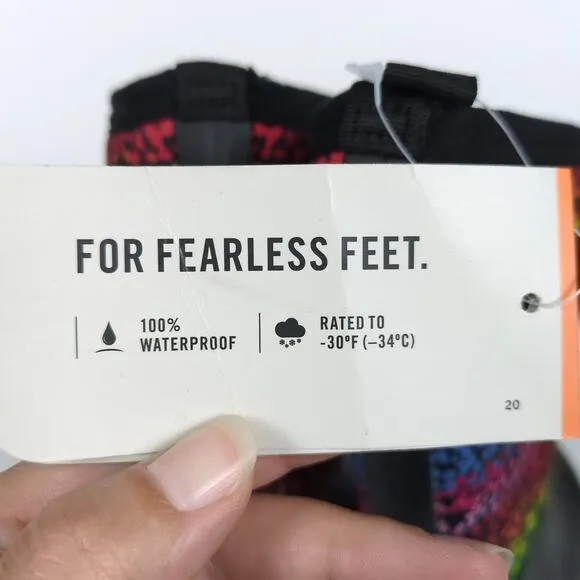 FOR FEARLESS FEET.
100%
WATERPROOF
RATED TO
-30°F (–34°C)
20